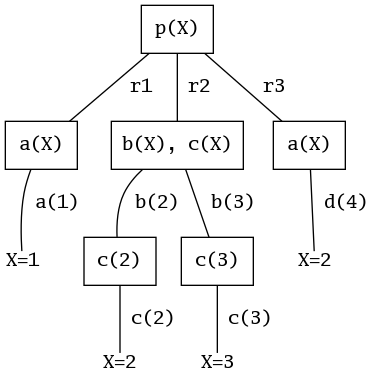 p(X)
r1 r2 r3
a(X) b(X), c(X) a(X)
a(1) b(2) b(3) d(4)
X=1 c(2) c(3) X=2
c(2) c(3)
X=2 X=3